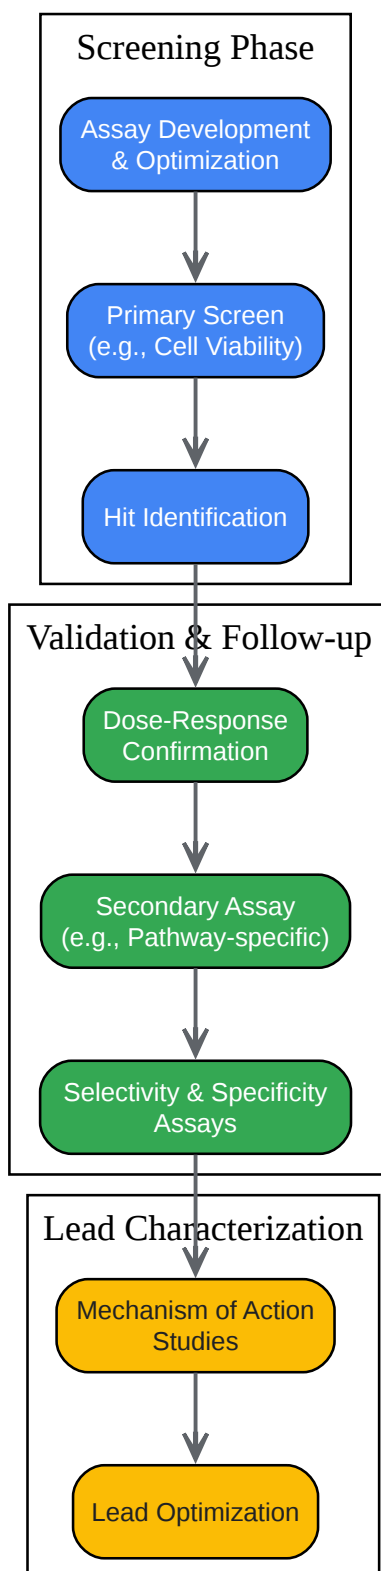 Screening Phase
Assay Development
& Optimization
Primary Screen
(e.g., Cell Viability)
Hit Identification
Validation & Follow-up
Dose-Response
Confirmation
Secondary Assay
(e.g., Pathway-specific)
Selectivity & Specificity
Assays
Lead Characterization
Mechanism of Action
Studies
Lead Optimization